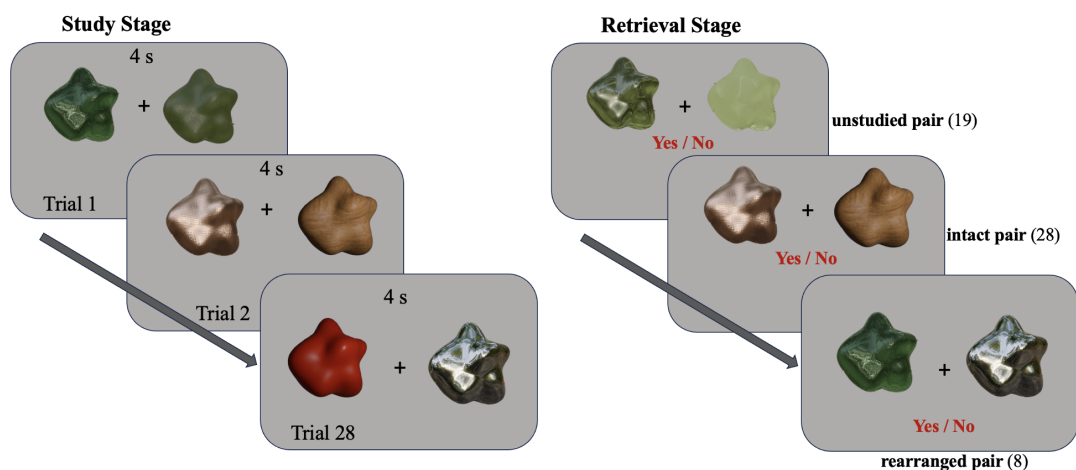 Study Stage
4 s
+
Trial 1
4 s
+
Trial 2
4 s
+
Trial 28
Retrieval Stage
+
Yes / No
unstudied pair (19)
+
Yes / No
intact pair (28)
+
Yes / No
rearranged pair (8)